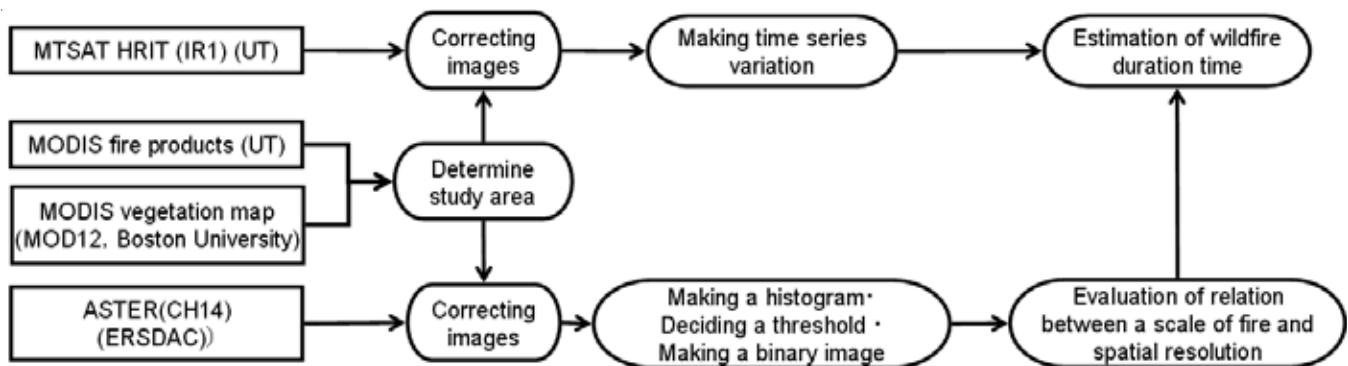 MTSAT HRIT (IR1) (UT)
Correcting
images
Making time series
variation
Estimation of wildfire
duration time
MODIS fire products (UT)
MODIS vegetation map
(MOD12, Boston University)
Determine
study area
ASTER(CH14)
(ERSDAC))
Correcting
images
Making a histogram・
Deciding a threshold・
Making a binary image
Evaluation of relation
between a scale of fire and
spatial resolution